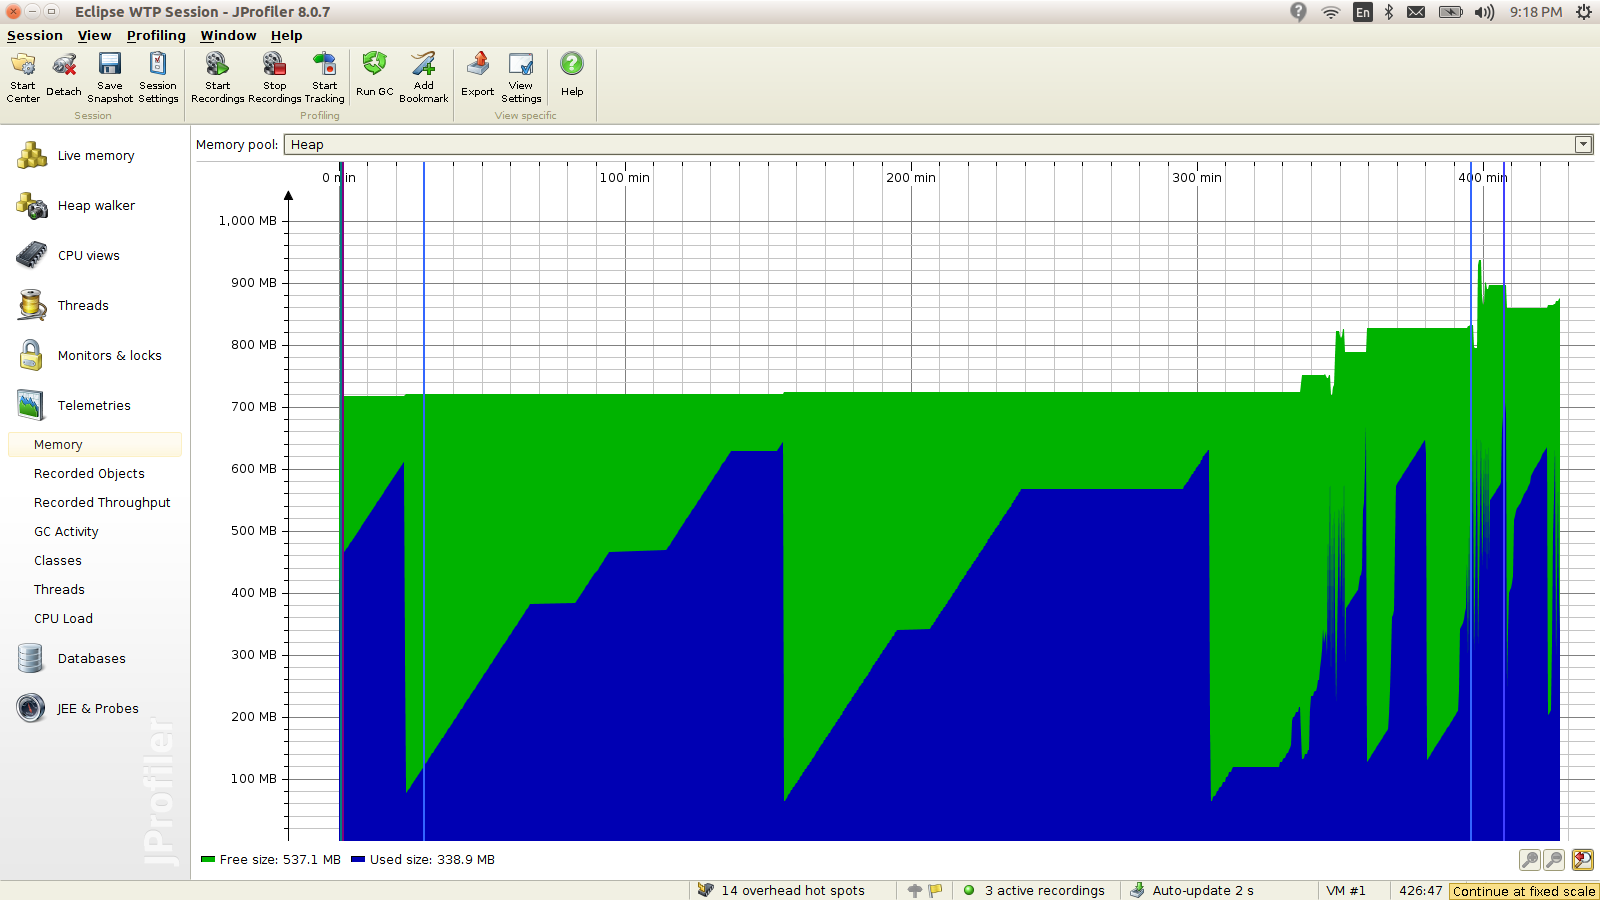 Eclipse WTP Session - JProfiler 8.0.7
En
9:18 PM
Session View Profiling Window Help
Start Center
Detach
Save Snapshot
Session Settings
Start Recordings
Stop Recordings
Start Tracking
Run GC
Add Bookmark
Export
View Settings
Help
Session
Profiling
View specific
Live memory
Heap walker
CPU views
Threads
Monitors & locks
Telemetries
Memory
Recorded Objects
Recorded Throughput
GC Activity
Classes
Threads
CPU Load
Databases
JEE & Probes
JProfiler
Memory pool: Heap
0 min 100 min 200 min 300 min 400 min
1,000 MB
900 MB
800 MB
700 MB
600 MB
500 MB
400 MB
300 MB
200 MB
100 MB
Free size: 537.1 MB Used size: 338.9 MB
14 overhead hot spots
3 active recordings
Auto-update 2 s
VM #1
426:47
Continue at fixed scale